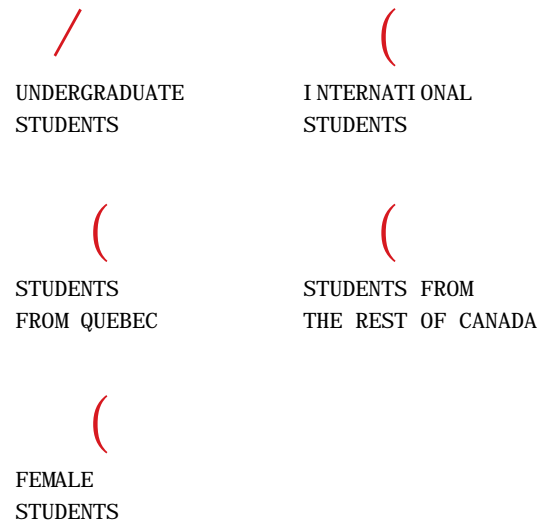 /
(
UNDERGRADUATE
STUDENTS
INTERNATIONAL
STUDENTS
(
(
STUDENTS
FROM QUEBEC
STUDENTS FROM
THE REST OF CANADA
(
FEMALE
STUDENTS